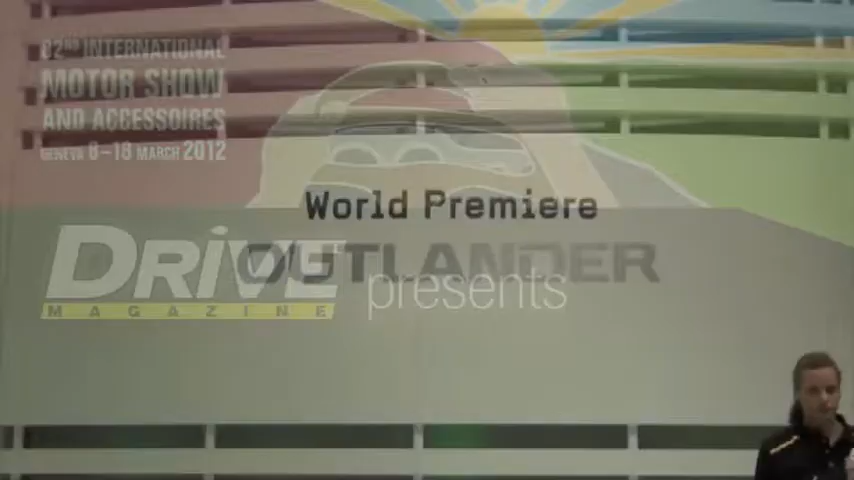 82ND INTERNATIONAL
MOTOR SHOW
AND ACCESSOIRES
GENEVA 8-18 MARCH 2012
World Premiere
OUTLANDER
DRIVE
MAGAZINE
presents